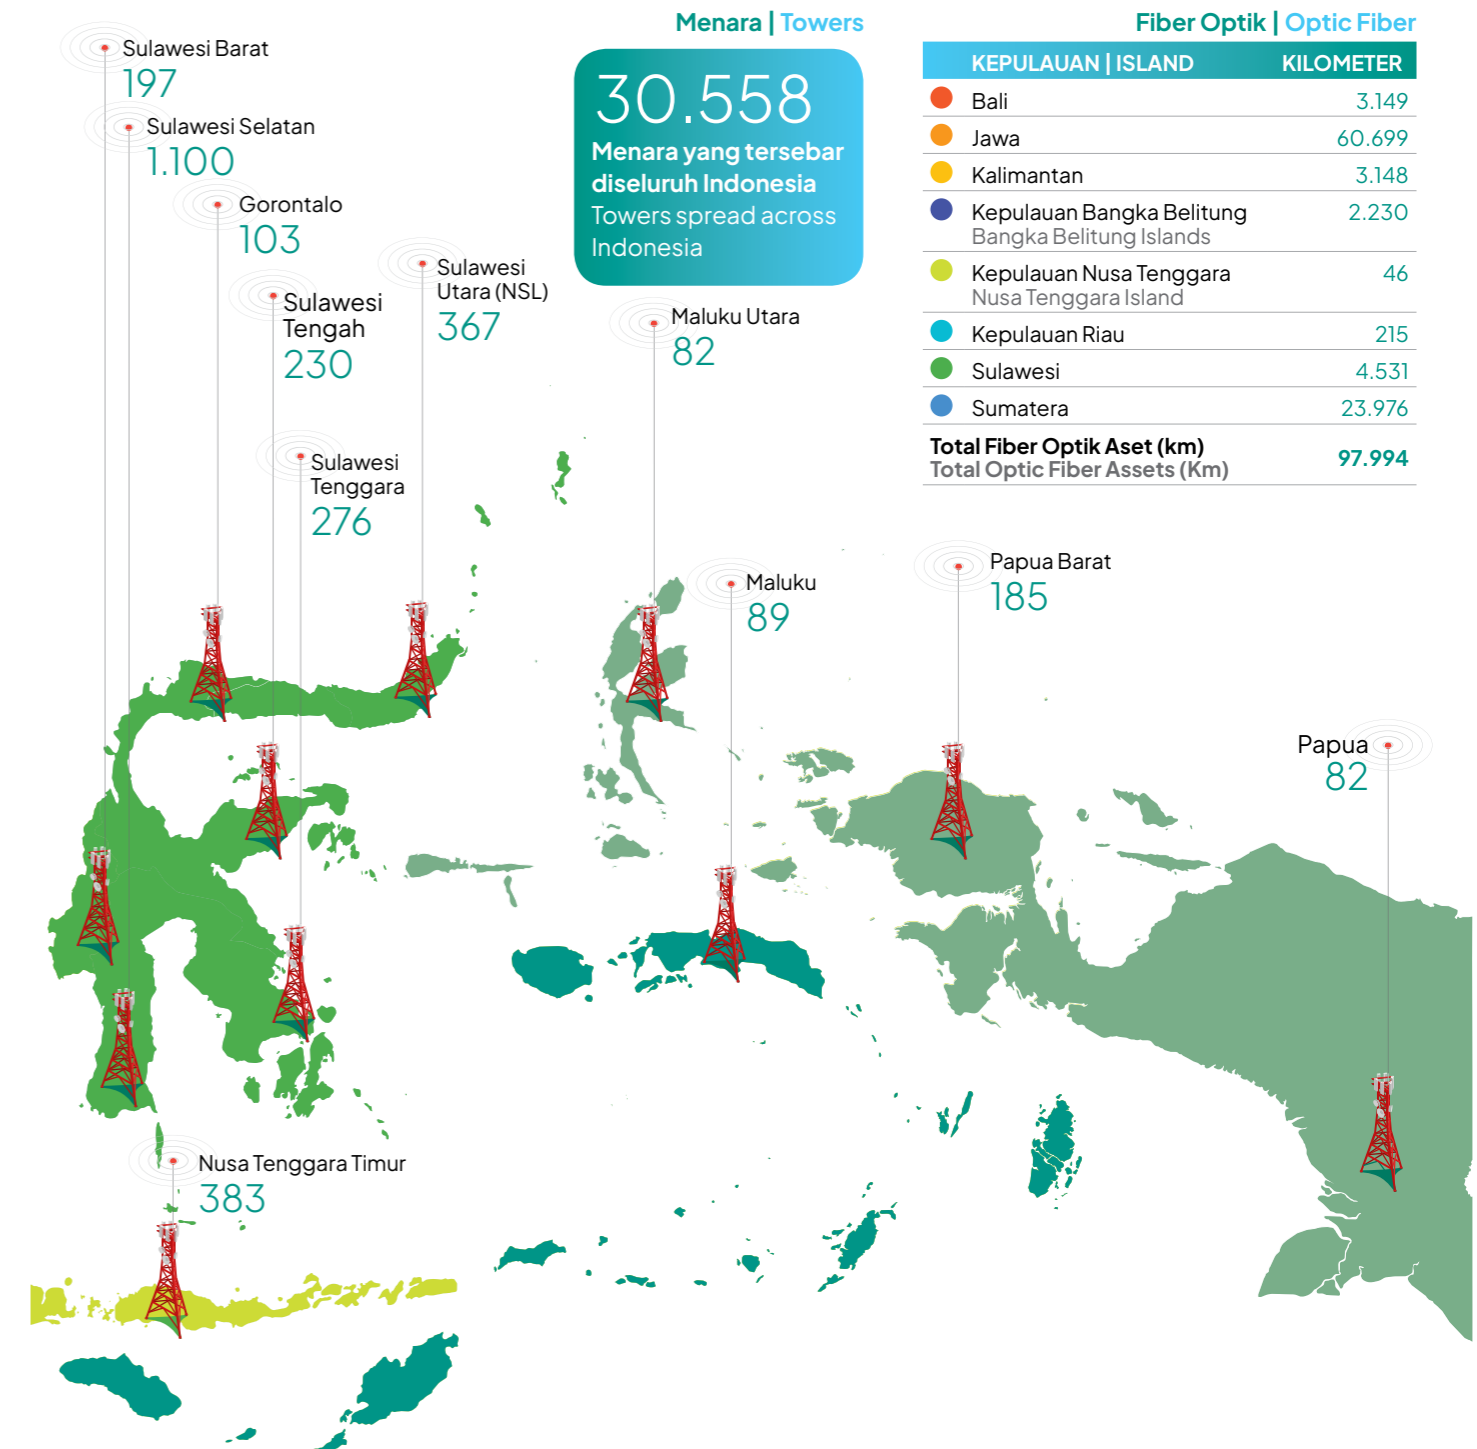 Sulawesi Barat
197
Sulawesi Selatan
1.100
Gorontalo
103
Sulawesi
Tengah
230
Sulawesi
Utara (NSL)
367
Sulawesi
Tenggara
276
Menara | Towers
30.558
Menara yang tersebar
diseluruh Indonesia
Towers spread across
Indonesia
Maluku Utara
82
Maluku
89
Fiber Optik | Optic Fiber
KEPULAUAN | ISLAND KILOMETER
Bali 3.149
Jawa 60.699
Kalimantan 3.148
Kepulauan Bangka Belitung 2.230
Bangka Belitung Islands
Kepulauan Nusa Tenggara 46
Nusa Tenggara Island
Kepulauan Riau 215
Sulawesi 4.531
Sumatera 23.976
Total Fiber Optik Aset (km) 97.994
Total Optic Fiber Assets (Km)
Papua Barat
185
Papua
82
Nusa Tenggara Timur
383